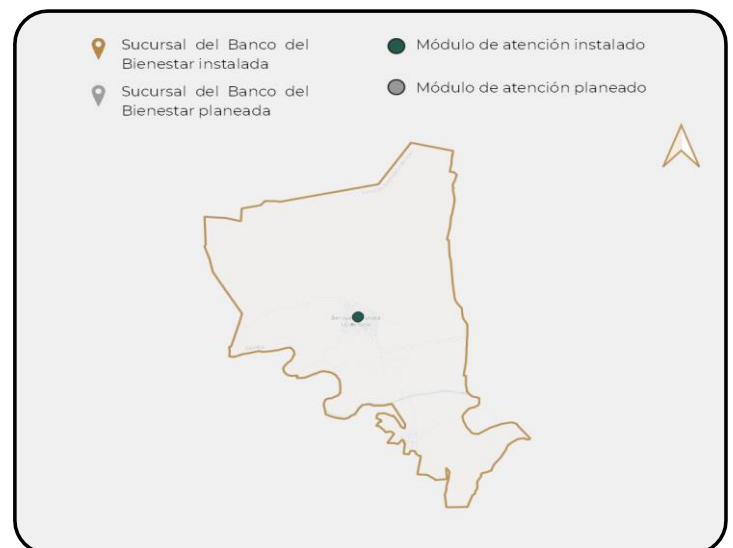 Sucursal del Banco del
Bienestar instalada
Sucursal del Banco del
Bienestar planeada
Módulo de atención instalado
Módulo de atención planeado